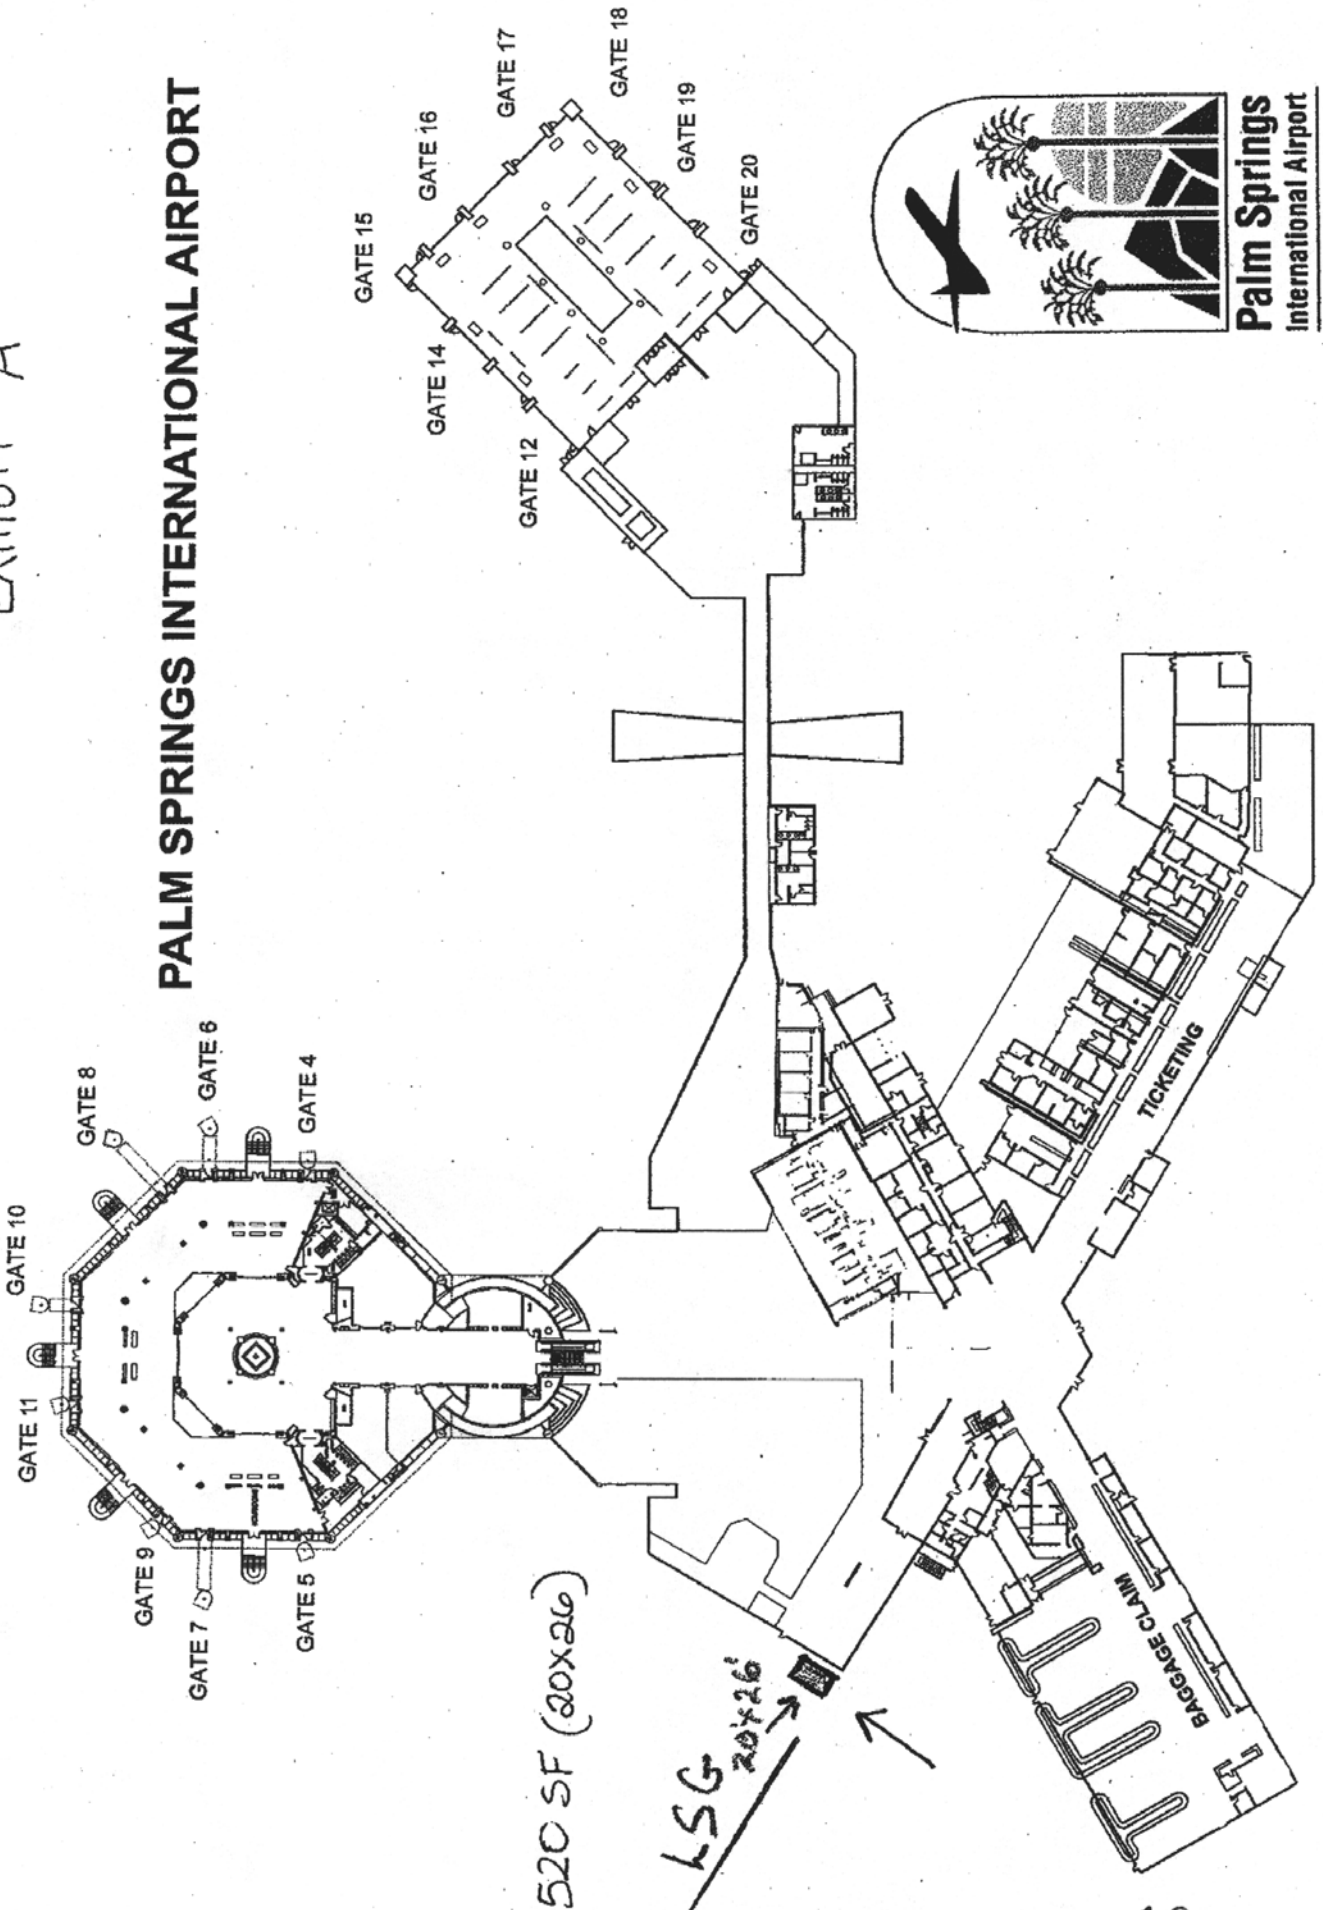 EXHIBIT A
PALM SPRINGS INTERNATIONAL AIRPORT
GATE 11
GATE 10
GATE 8
GATE 6
GATE 4
GATE 9
GATE 7
GATE 5
GATE 15
GATE 16
GATE 17
GATE 18
GATE 14
GATE 19
GATE 12
GATE 20
520 SF (20X26)
LSG
20'x26'
BAGGAGE CLAIM
TICKETING
Palm Springs
International Airport